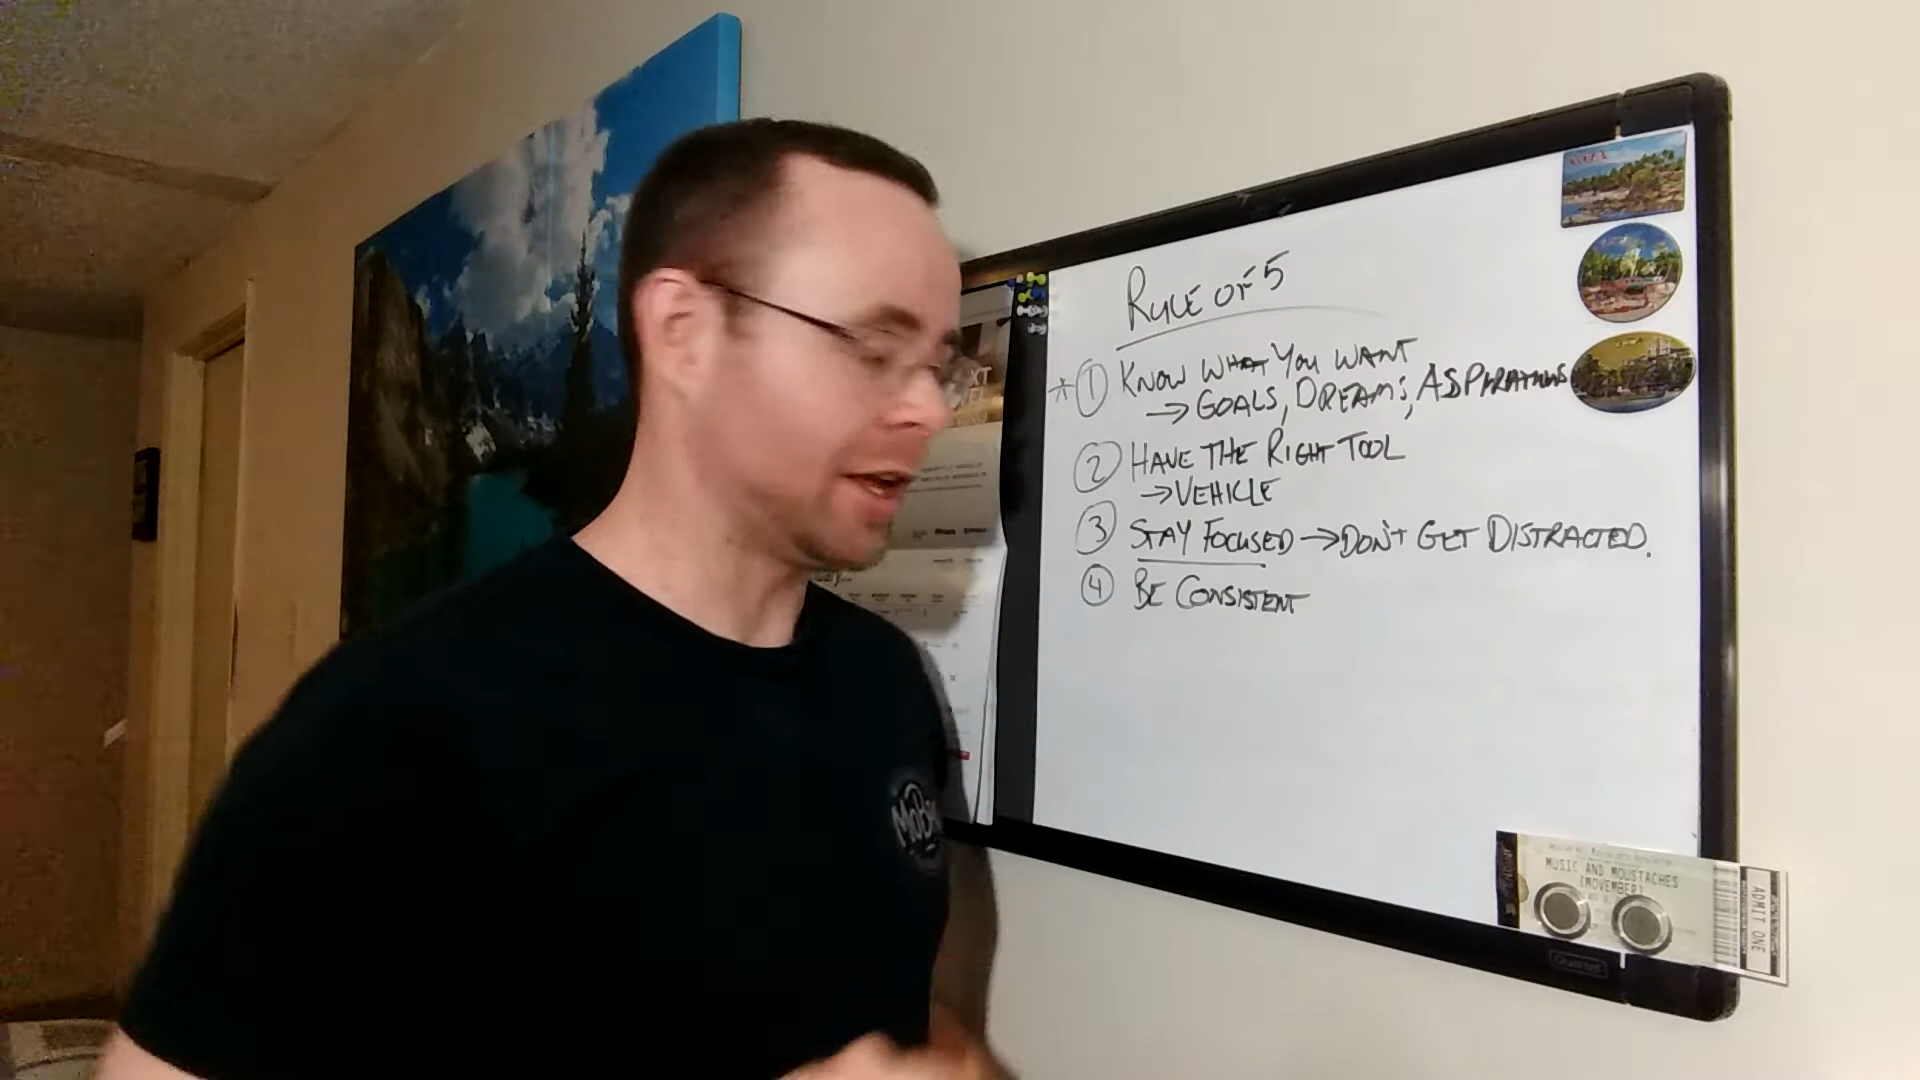 RULE OF 5
* 1 KNOW WHAT YOU WANT
→ GOALS, DREAMS, ASPIRATIONS
2 HAVE THE RIGHT TOOL
→ VEHICLE
3 STAY FOCUSED → DON'T GET DISTRACTED.
4 BE CONSISTENT
MUSIC AND MOUSTACHES
(MOVEMBER)
ADMIT ONE
Quartet